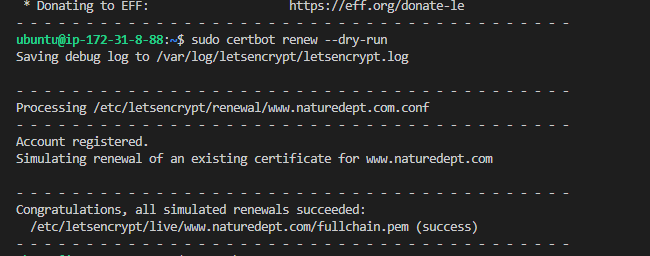 * Donating to EFF: https://eff.org/donate-le
- - - - - - - - - - - - - - - - - - - - - - - - - - - - - - - - - - - - - - - -
ubuntu@ip-172-31-8-88:~$ sudo certbot renew --dry-run
Saving debug log to /var/log/letsencrypt/letsencrypt.log
- - - - - - - - - - - - - - - - - - - - - - - - - - - - - - - - - - - - - - - -
Processing /etc/letsencrypt/renewal/www.naturedept.com.conf
- - - - - - - - - - - - - - - - - - - - - - - - - - - - - - - - - - - - - - - -
Account registered.
Simulating renewal of an existing certificate for www.naturedept.com
- - - - - - - - - - - - - - - - - - - - - - - - - - - - - - - - - - - - - - - -
Congratulations, all simulated renewals succeeded:
/etc/letsencrypt/live/www.naturedept.com/fullchain.pem (success)
- - - - - - - - - - - - - - - - - - - - - - - - - - - - - - - - - - - - - - - -